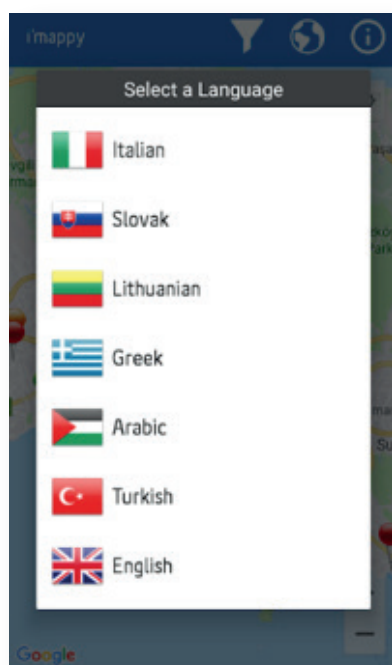 i'mappy
Select a Language
Italian
Slovak
Lithuanian
Greek
Arabic
Turkish
English
Google